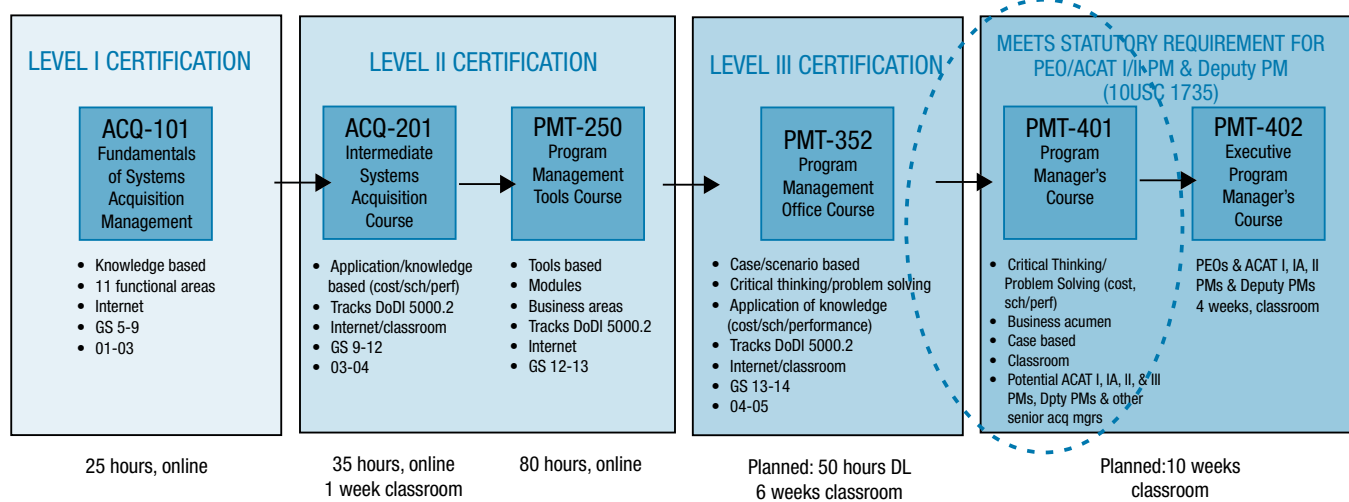 LEVEL I CERTIFICATION
ACQ-101
Fundamentals
of Systems
Acquisition
Management
• Knowledge based
• 11 functional areas
• Internet
• GS 5-9
• 01-03
25 hours, online
LEVEL II CERTIFICATION
ACQ-201
Intermediate
Systems
Acquisition
Course
• Application/knowledge
based (cost/sch/perf)
• Tracks DoDI 5000.2
• Internet/classroom
• GS 9-12
• 03-04
35 hours, online
1 week classroom
PMT-250
Program
Management
Tools Course
• Tools based
• Modules
• Business areas
• Tracks DoDI 5000.2
• Internet
• GS 12-13
80 hours, online
LEVEL III CERTIFICATION
PMT-352
Program
Management
Office Course
• Case/scenario based
• Critical thinking/problem solving
• Application of knowledge
(cost/sch/performance)
• Tracks DoDI 5000.2
• Internet/classroom
• GS 13-14
• 04-05
Planned: 50 hours DL
6 weeks classroom
MEETS STATUTORY REQUIREMENT FOR
PEO/ACAT I/II PM & Deputy PM
(10USC 1735)
PMT-401
Program
Manager's
Course
• Critical Thinking/
Problem Solving (cost,
sch/perf)
• Business acumen
• Case based
• Classroom
• Potential ACAT I, IA, II, & III
PMs, Dpty PMs & other
senior acq mgrs
PMT-402
Executive
Program
Manager's
Course
PEOs & ACAT I, IA, II
PMs & Deputy PMs
4 weeks, classroom
Planned:10 weeks
classroom